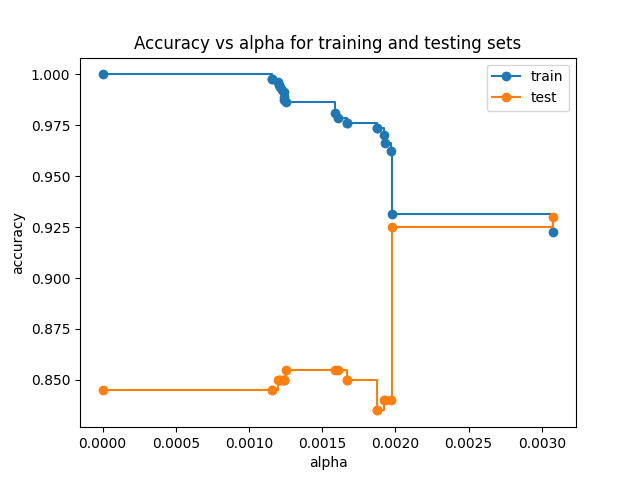 Accuracy vs alpha for training and testing sets
train
test
1.000
0.975
0.950
0.925
0.900
0.875
0.850
accuracy
0.0000
0.0005
0.0010
0.0015
0.0020
0.0025
0.0030
alpha